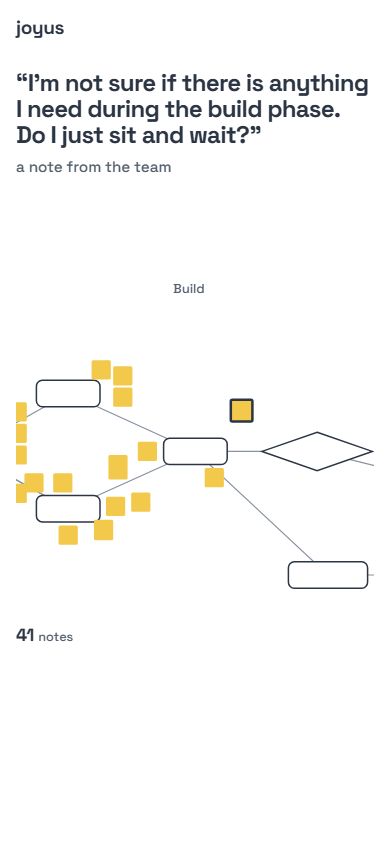 joyus
“I’m not sure if there is anything
I need during the build phase.
Do I just sit and wait?”
a note from the team
Build
41 notes